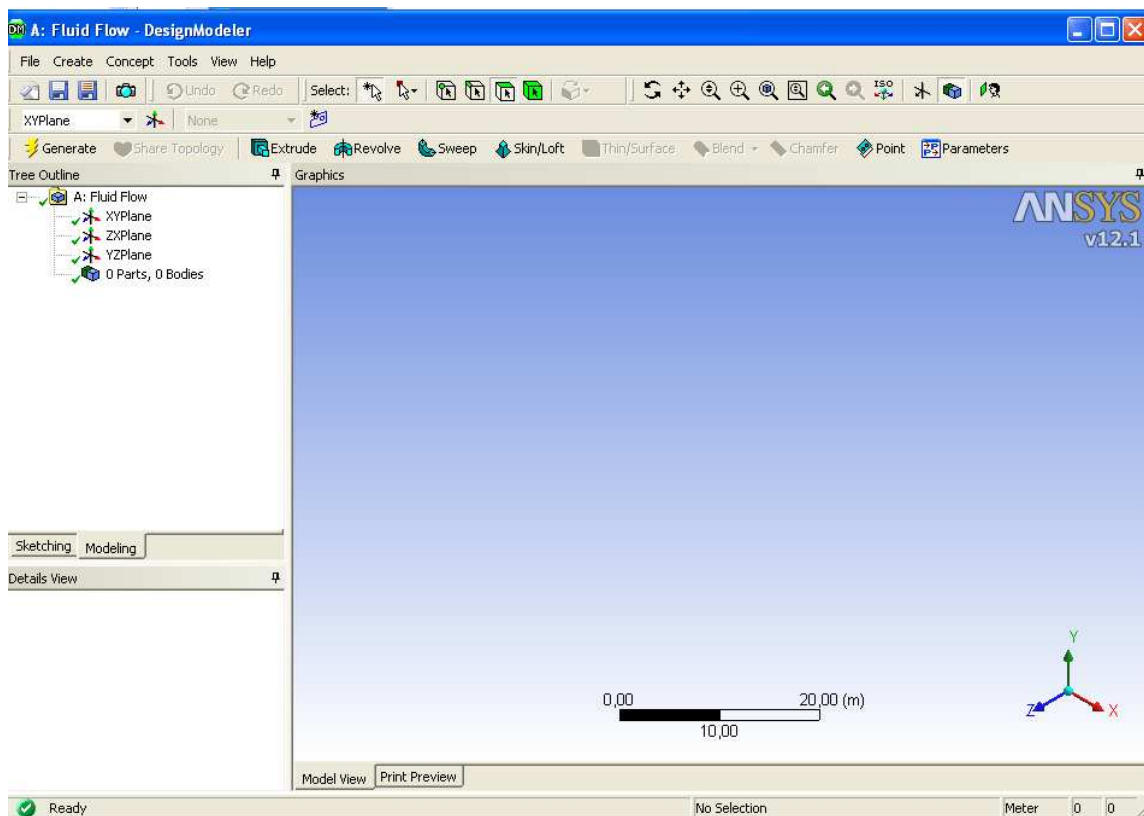 A: Fluid Flow - DesignModeler
File Create Concept Tools View Help
Undo Redo Select: ISO
XYPlane None
Generate Share Topology Extrude Revolve Sweep Skin/Loft Thin/Surface Blend Chamfer Point Parameters
Tree Outline
A: Fluid Flow
XYPlane
ZXPlane
YZPlane
0 Parts, 0 Bodies
Sketching Modeling
Details View
Graphics
ANSYS
v12.1
Y
Z X
0,00 20,00 (m)
10,00
Model View Print Preview
Ready No Selection Meter 0 0